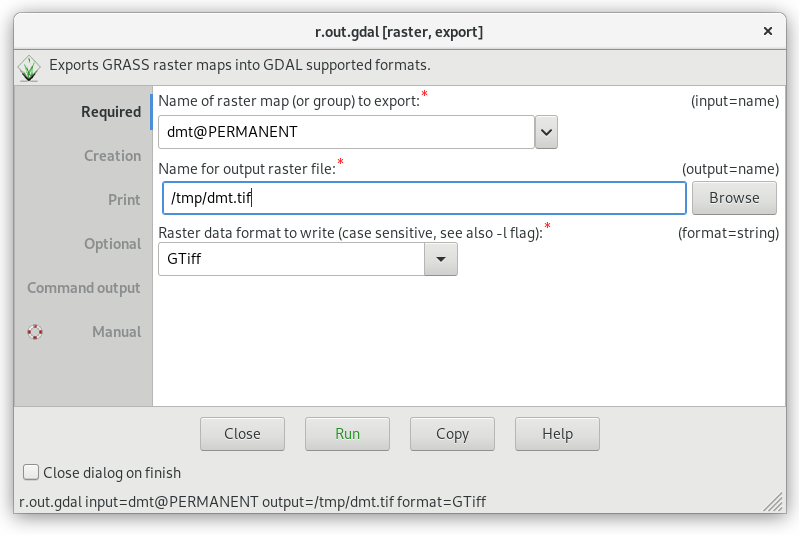 r.out.gdal [raster, export]
Exports GRASS raster maps into GDAL supported formats.
Required
Creation
Print
Optional
Command output
Manual
Name of raster map (or group) to export:* (input=name)
dmt@PERMANENT
Name for output raster file:* (output=name)
/tmp/dmt.tif Browse
Raster data format to write (case sensitive, see also -l flag):* (format=string)
GTiff
Close Run Copy Help
Close dialog on finish
r.out.gdal input=dmt@PERMANENT output=/tmp/dmt.tif format=GTiff